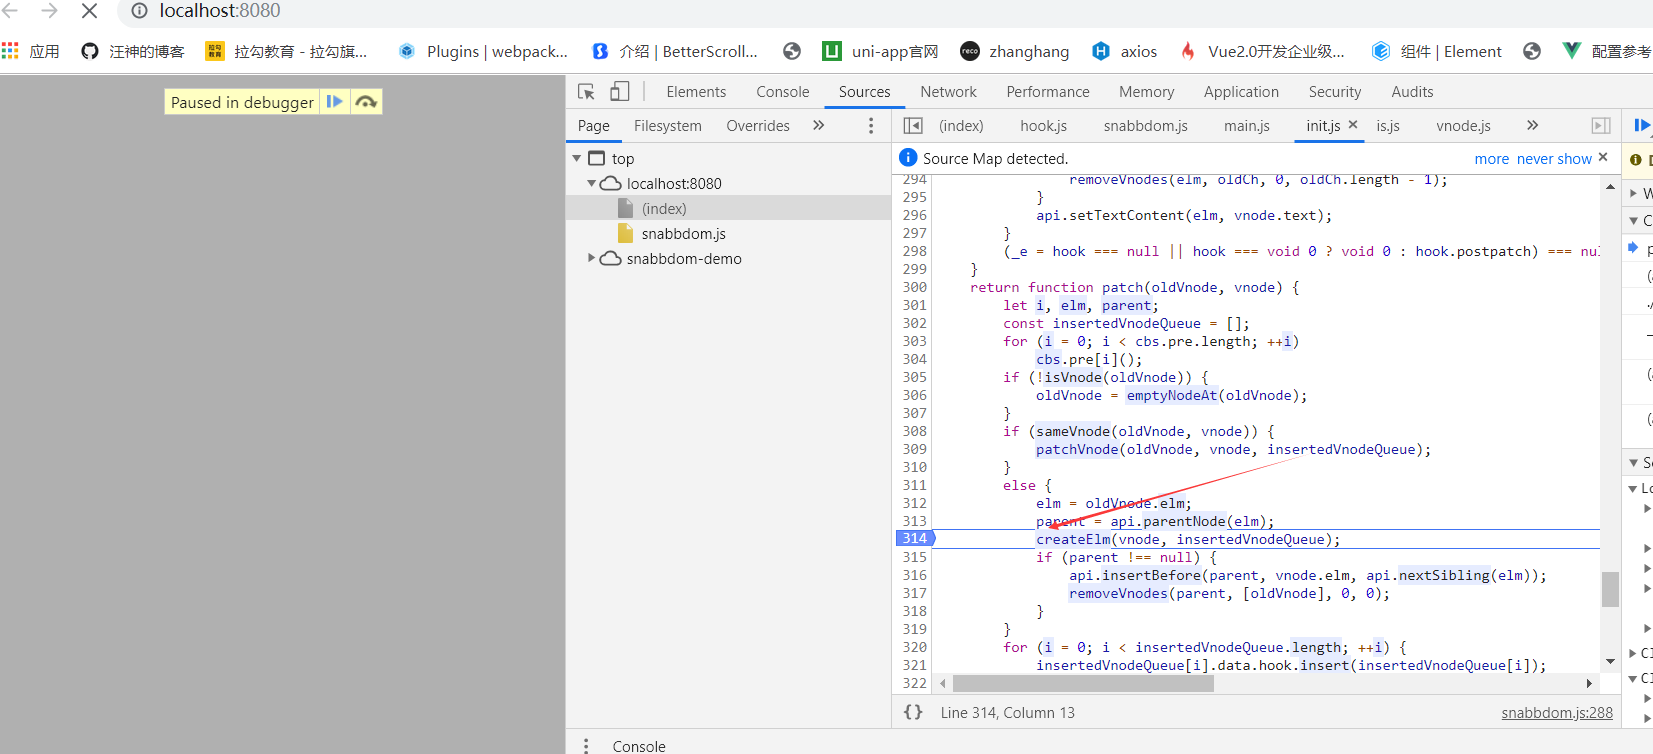 localhost:8080
应用 汪神的博客 拉勾教育 拉勾教育 - 拉勾旗... Plugins | webpack... 介绍 | BetterScroll... uni-app官网 reco zhanghang axios Vue2.0开发企业级... 组件 | Element 配置参考
Paused in debugger
Elements Console Sources Network Performance Memory Application Security Audits
Page Filesystem Overrides »
(index) hook.js snabbdom.js main.js init.js × is.js vnode.js »
top
localhost:8080
(index)
snabbdom.js
snabbdom-demo
Source Map detected. more never show ×
294 removeVnodes(elm, oldCh, 0, oldCh.length - 1);
295 }
296 api.setTextContent(elm, vnode.text);
297 }
298 (_e = hook === null || hook === void 0 ? void 0 : hook.postpatch) === nul
299 }
300 return function patch(oldVnode, vnode) {
301 let i, elm, parent;
302 const insertedVnodeQueue = [];
303 for (i = 0; i < cbs.pre.length; ++i)
304 cbs.pre[i]();
305 if (!isVnode(oldVnode)) {
306 oldVnode = emptyNodeAt(oldVnode);
307 }
308 if (sameVnode(oldVnode, vnode)) {
309 patchVnode(oldVnode, vnode, insertedVnodeQueue);
310 }
311 else {
312 elm = oldVnode.elm;
313 parent = api.parentNode(elm);
314 createElm(vnode, insertedVnodeQueue);
315 if (parent !== null) {
316 api.insertBefore(parent, vnode.elm, api.nextSibling(elm));
317 removeVnodes(parent, [oldVnode], 0, 0);
318 }
319 }
320 for (i = 0; i < insertedVnodeQueue.length; ++i) {
321 insertedVnodeQueue[i].data.hook.insert(insertedVnodeQueue[i]);
322
{} Line 314, Column 13 snabbdom.js:288
Console